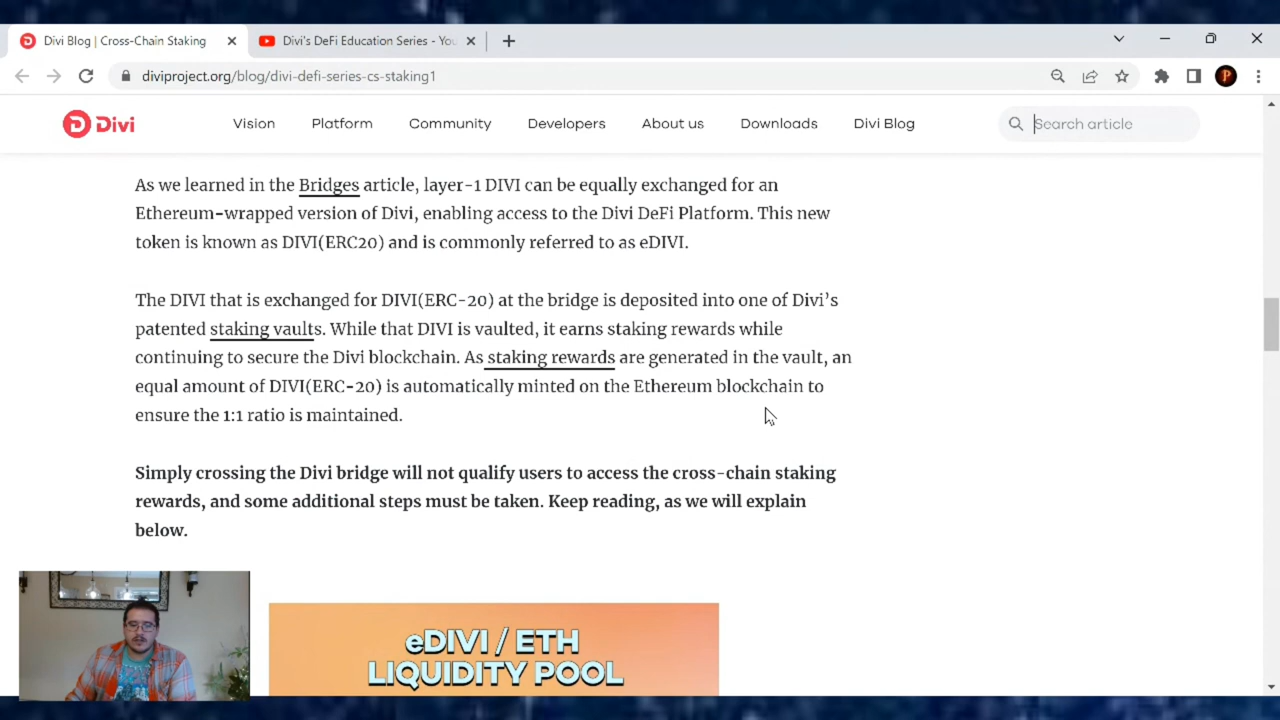 Divi Blog | Cross-Chain Staking
Divi's DeFi Education Series - You
diviproject.org/blog/divi-defi-series-cs-staking1
P
Divi
Vision
Platform
Community
Developers
About us
Downloads
Divi Blog
Search article
As we learned in the Bridges article, layer-1 DIVI can be equally exchanged for an
Ethereum-wrapped version of Divi, enabling access to the Divi DeFi Platform. This new
token is known as DIVI(ERC20) and is commonly referred to as eDIVI.
The DIVI that is exchanged for DIVI(ERC-20) at the bridge is deposited into one of Divi’s
patented staking vaults. While that DIVI is vaulted, it earns staking rewards while
continuing to secure the Divi blockchain. As staking rewards are generated in the vault, an
equal amount of DIVI(ERC-20) is automatically minted on the Ethereum blockchain to
ensure the 1:1 ratio is maintained.
Simply crossing the Divi bridge will not qualify users to access the cross-chain staking
rewards, and some additional steps must be taken. Keep reading, as we will explain
below.
eDIVI / ETH
LIQUIDITY POOL